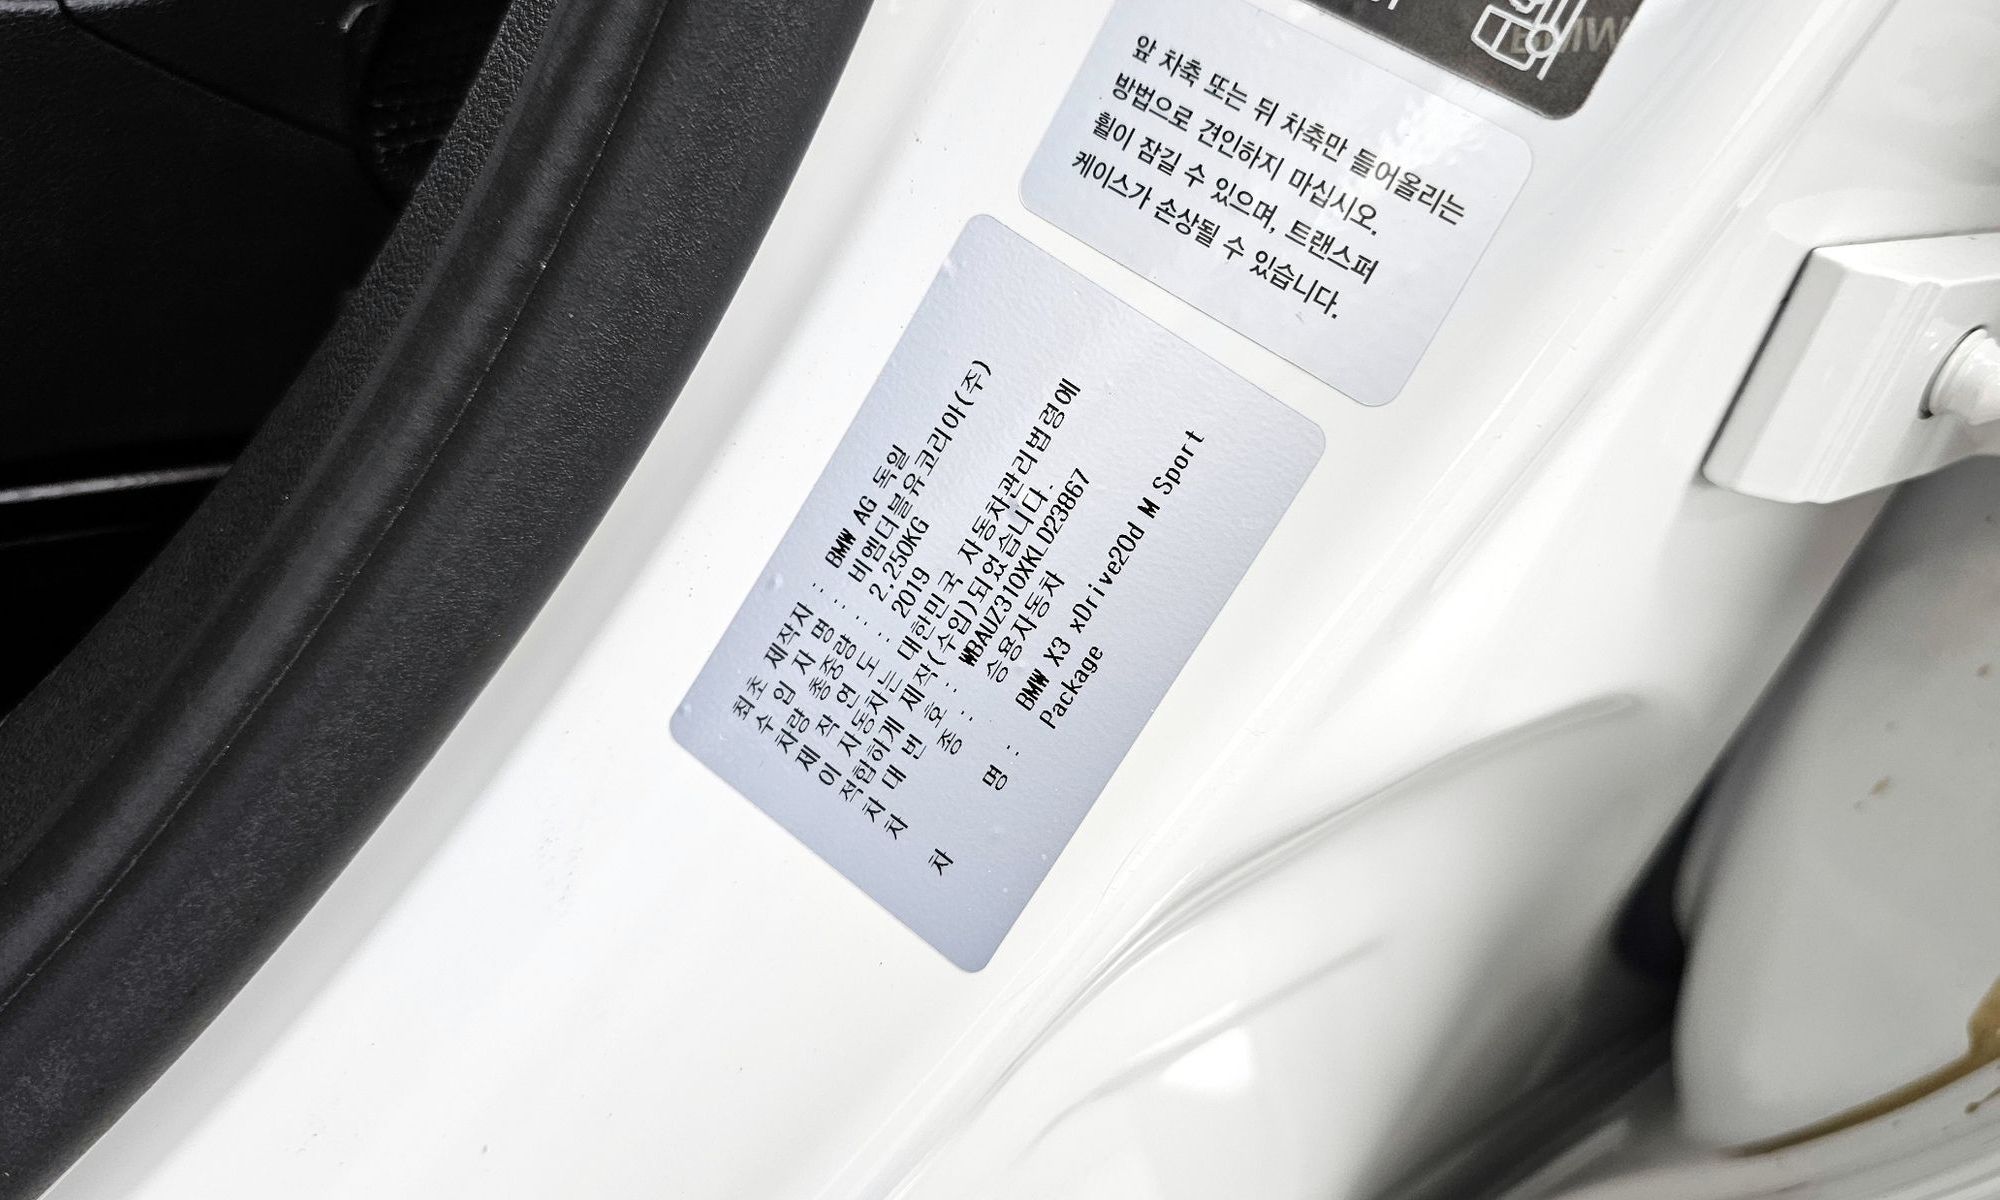 BMW
앞 차축 또는 뒤 차축만 들어올리는
방법으로 견인하지 마십시오.
휠이 잠길 수 있으며, 트랜스퍼
케이스가 손상될 수 있습니다.
최초 제작자 : BMW AG 독일
수 입 자 명 : 비엠더블유코리아(주)
차량 총중량 : 2,250KG
제 작 연 도 : 2019
이 자동차는 대한민국 자동차관리법령에
적합하게 제작(수입)되었습니다.
차 대 번 호 : WBAUZ310XKLD23867
차 종 : 승용자동차
차 명 : BMW X3 xDrive20d M Sport
Package